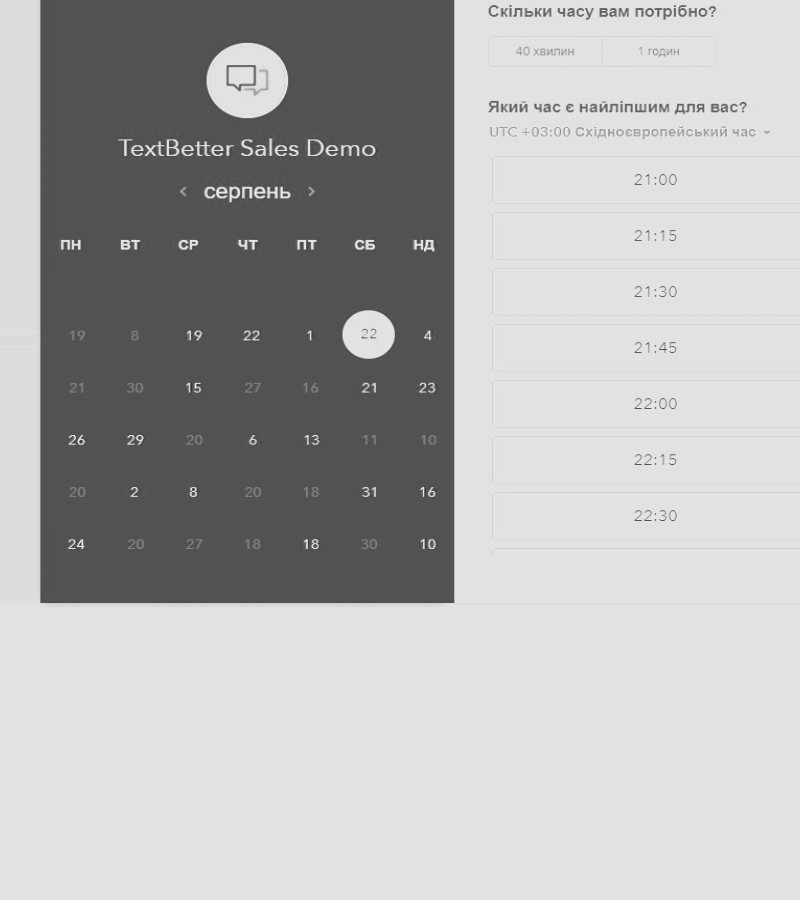 TextBetter Sales Demo
серпень
ПН ВТ СР ЧТ ПТ СБ НД
19 8 19 22 1 22 4
21 30 15 27 16 21 23
26 29 20 6 13 11 10
20 2 8 20 18 31 16
24 20 27 18 18 30 10
Скільки часу вам потрібно?
40 хвилин 1 годин
Який час є найліпшим для вас?
UTC +03:00 Східноєвропейський час
21:00
21:15
21:30
21:45
22:00
22:15
22:30